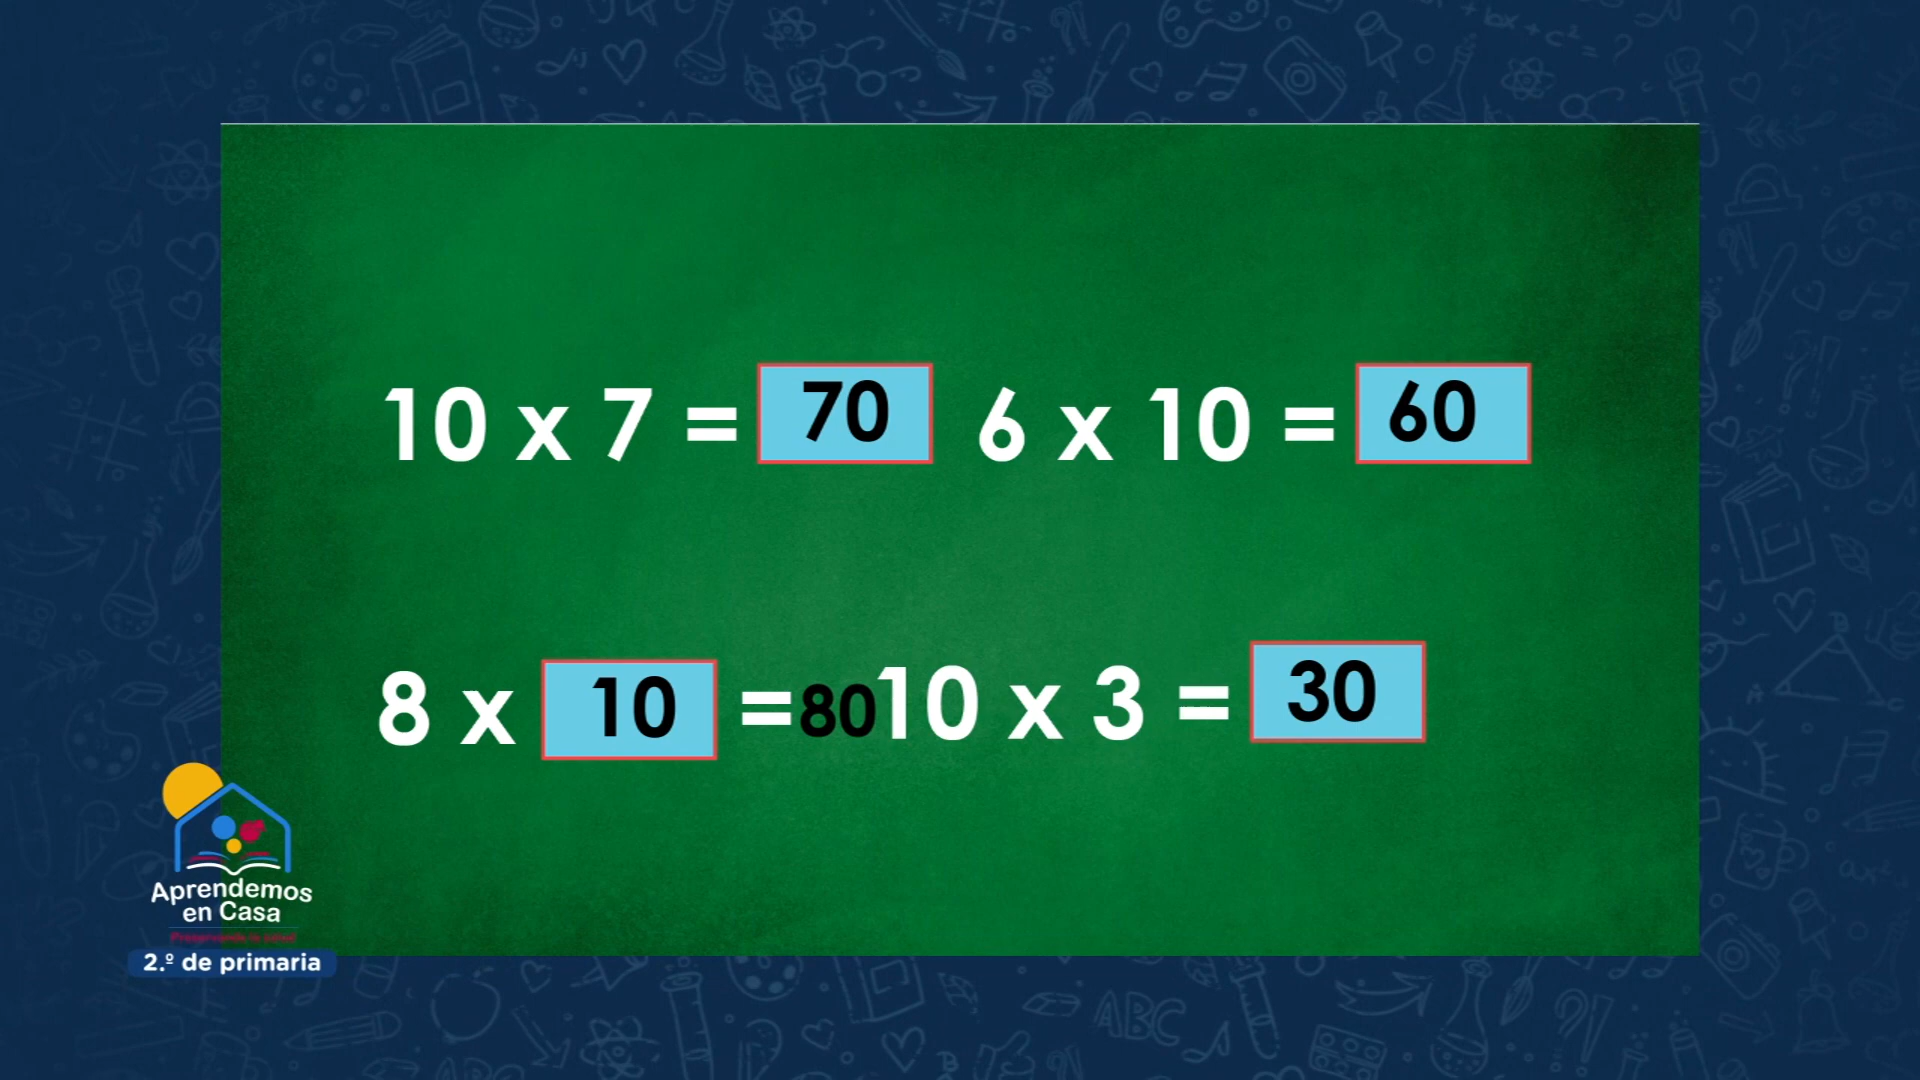 10 x 7 = 70 6 x 10 = 60
8 x 10 =80 10 x 3 = 30
Aprendemos
en Casa
2.º de primaria